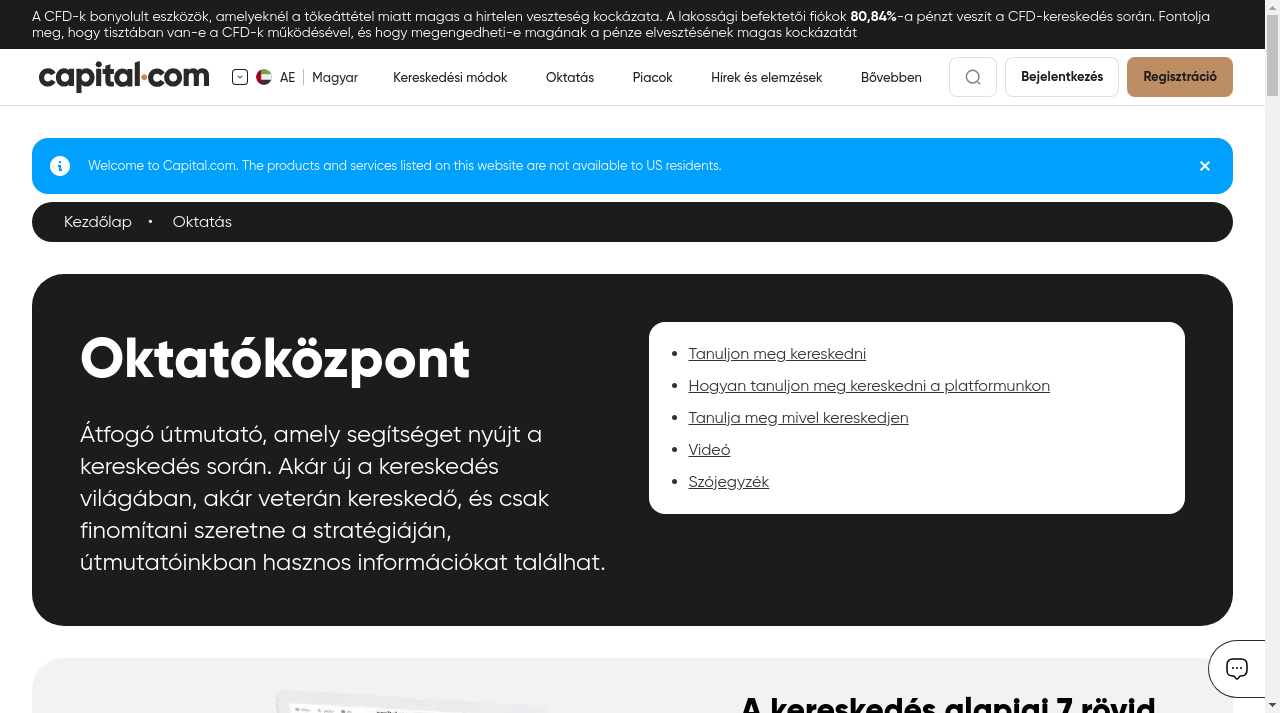 A CFD-k bonyolult eszközök, amelyeknél a tőkeáttétel miatt magas a hirtelen veszteség kockázata. A lakossági befektetői fiókok 80,84%-a pénzt veszít a CFD-kereskedés során. Fontolja
meg, hogy tisztában van-e a CFD-k működésével, és hogy megengedheti-e magának a pénze elvesztésének magas kockázatát
capital.com AE Magyar Kereskedési módok Oktatás Piacok Hírek és elemzések Bővebben Bejelentkezés Regisztráció
Welcome to Capital.com. The products and services listed on this website are not available to US residents.
Kezdőlap • Oktatás
Oktatóközpont
Átfogó útmutató, amely segítséget nyújt a
kereskedés során. Akár új a kereskedés
világában, akár veterán kereskedő, és csak
finomítani szeretne a stratégiáján,
útmutatóinkban hasznos információkat találhat.
Tanuljon meg kereskedni
Hogyan tanuljon meg kereskedni a platformunkon
Tanulja meg mivel kereskedjen
Videó
Szójegyzék
A kereskedés alapjai 7 rövid